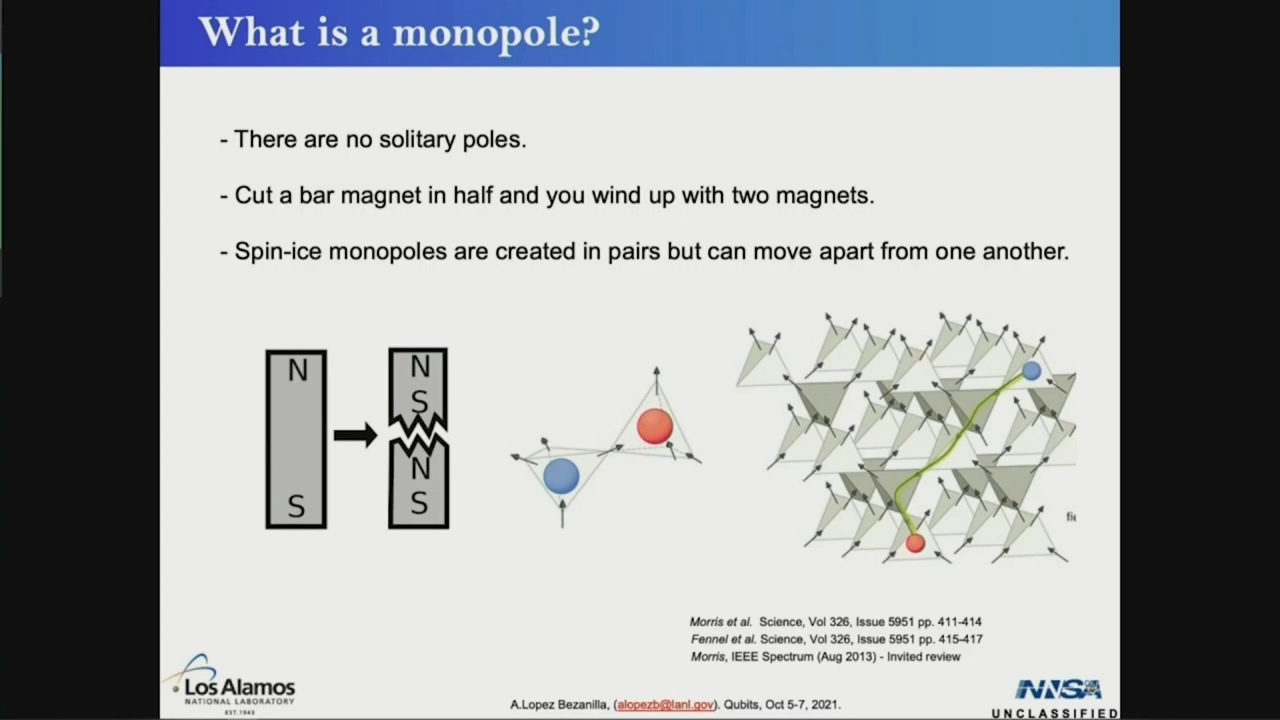 What is a monopole?
- There are no solitary poles.
- Cut a bar magnet in half and you wind up with two magnets.
- Spin-ice monopoles are created in pairs but can move apart from one another.
N
S
N
S
N
S
Morris et al. Science, Vol 326, Issue 5951 pp. 411-414
Fennel et al. Science, Vol 326, Issue 5951 pp. 415-417
Morris, IEEE Spectrum (Aug 2013) - Invited review
Los Alamos
NATIONAL LABORATORY
EST.1943
A.Lopez Bezanilla, (alopezb@lanl.gov). Qubits, Oct 5-7, 2021.
NNSA
UNCLASSIFIED